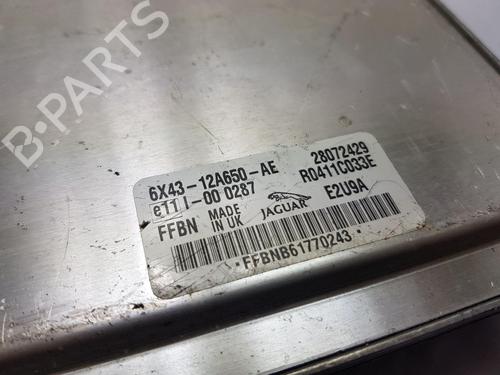 B-PARTS
6X43-12A650-AE 28072429
e11 I-00 0287 R0411C033E
FFBN MADE IN UK JAGUAR E2U9A
*FFBNB61770243*